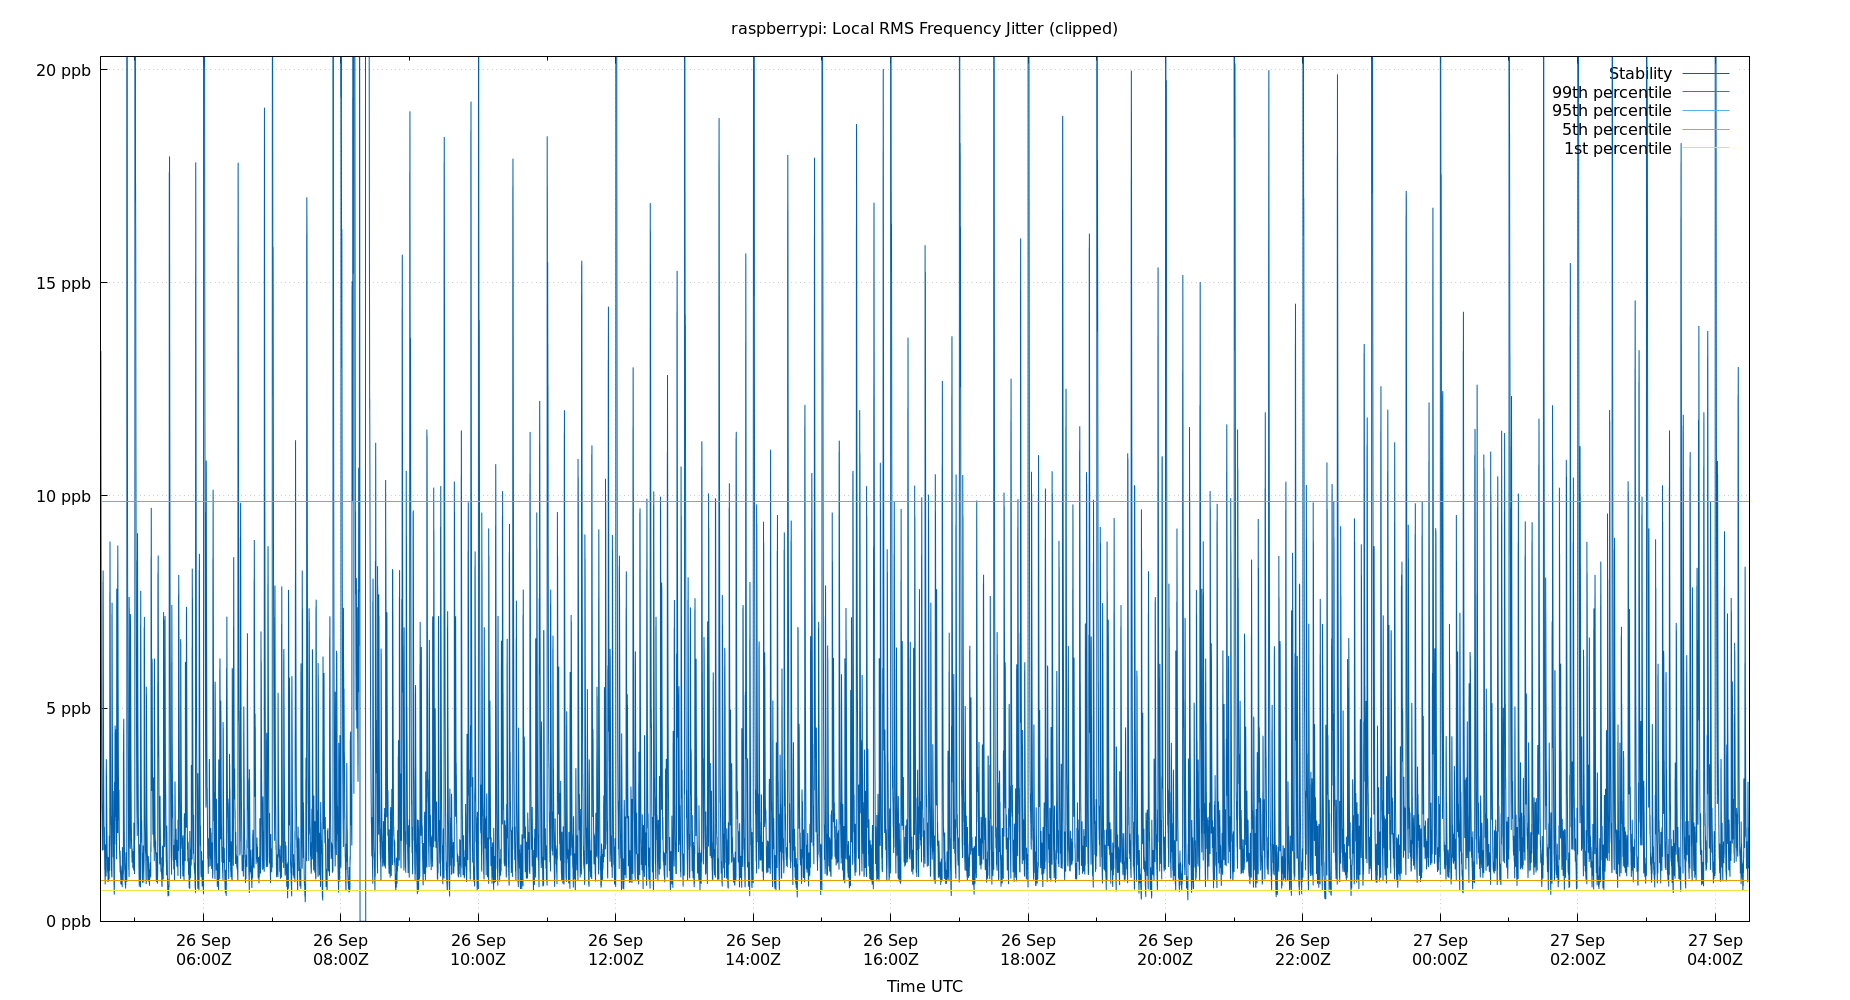 raspberrypi: Local RMS Frequency Jitter (clipped)
20 ppb
15 ppb
10 ppb
5 ppb
0 ppb
Stability
99th percentile
95th percentile
5th percentile
1st percentile
26 Sep 26 Sep 26 Sep 26 Sep 26 Sep 26 Sep 26 Sep 26 Sep 26 Sep 27 Sep 27 Sep 27 Sep
06:00Z 08:00Z 10:00Z 12:00Z 14:00Z 16:00Z 18:00Z 20:00Z 22:00Z 00:00Z 02:00Z 04:00Z
Time UTC